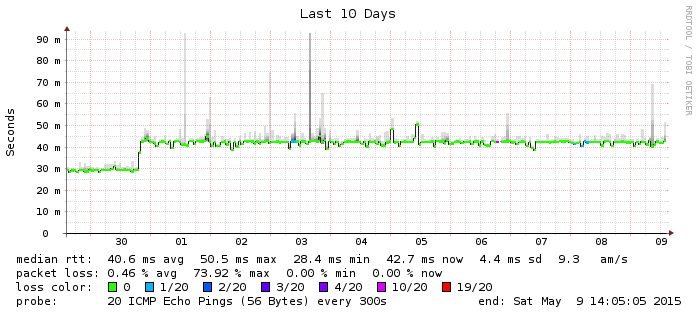 Last 10 Days
RRDTOOL / TOBI OETIKER
Seconds
90 m
80 m
70 m
60 m
50 m
40 m
30 m
20 m
10 m
0
30 01 02 03 04 05 06 07 08 09
median rtt: 40.6 ms avg 50.5 ms max 28.4 ms min 42.7 ms now 4.4 ms sd 9.3 am/s
packet loss: 0.46 % avg 73.92 % max 0.00 % min 0.00 % now
loss color: 0 1/20 2/20 3/20 4/20 10/20 19/20
probe: 20 ICMP Echo Pings (56 Bytes) every 300s end: Sat May 9 14:05:05 2015